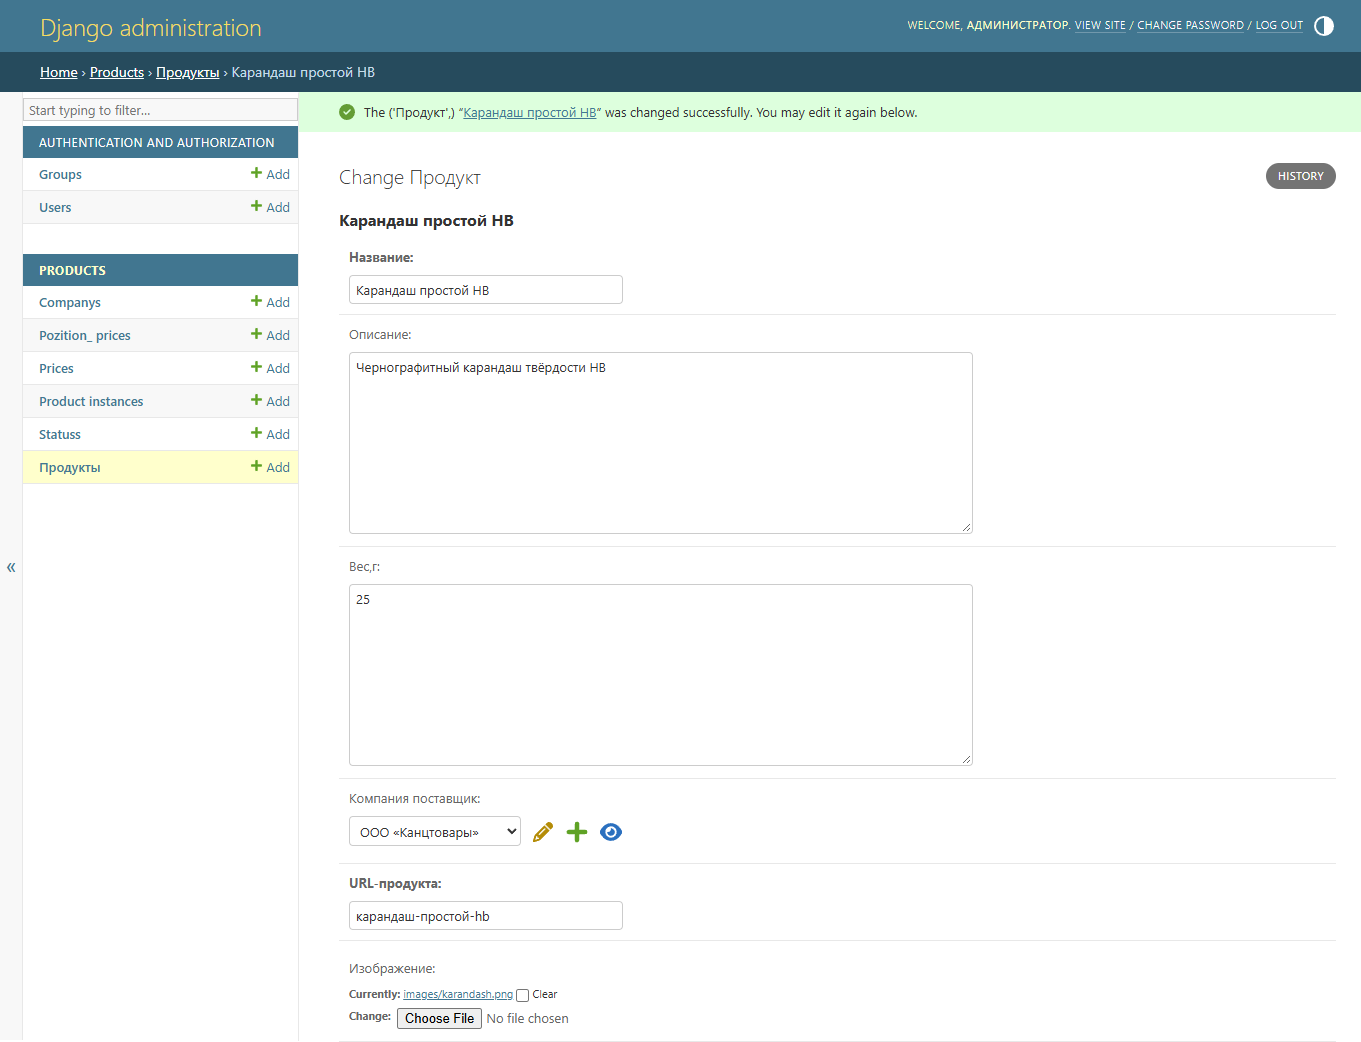 Django administration
WELCOME, АДМИНИСТРАТОР. VIEW SITE / CHANGE PASSWORD / LOG OUT
Home › Products › Продукты › Карандаш простой HB
Start typing to filter...
AUTHENTICATION AND AUTHORIZATION
Groups + Add
Users + Add
PRODUCTS
Companys + Add
Pozition_ prices + Add
Prices + Add
Product instances + Add
Statuss + Add
Продукты + Add
«
The ('Продукт',) “Карандаш простой HB” was changed successfully. You may edit it again below.
Change Продукт
HISTORY
Карандаш простой HB
Название:
Карандаш простой HB
Описание:
Чернографитный карандаш твёрдости HB
Вес,г:
25
Компания поставщик:
ООО «Канцтовары»
URL-продукта:
карандаш-простой-hb
Изображение:
Currently: images/karandash.png Clear
Change: Choose File No file chosen